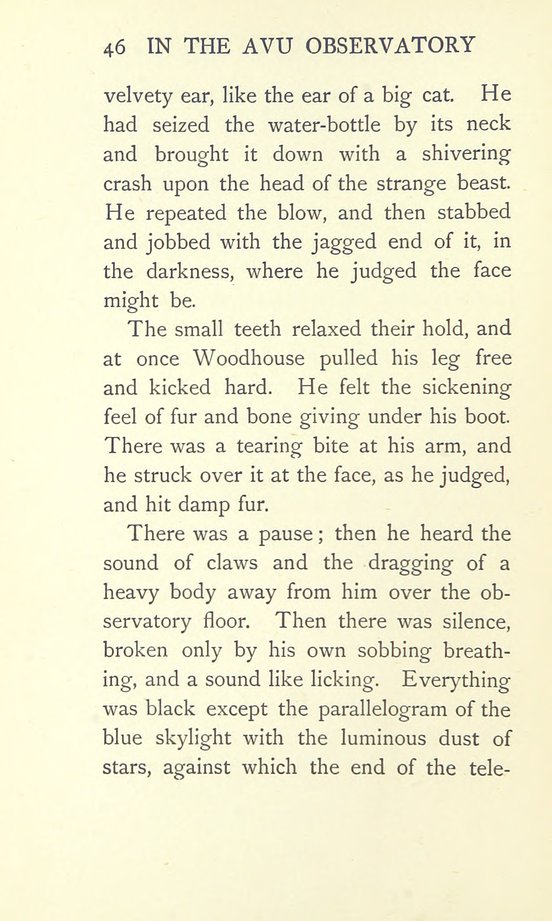 46 IN THE AVU OBSERVATORY
velvety ear, like the ear of a big cat. He
had seized the water-bottle by its neck
and brought it down with a shivering
crash upon the head of the strange beast.
He repeated the blow, and then stabbed
and jobbed with the jagged end of it, in
the darkness, where he judged the face
might be.
The small teeth relaxed their hold, and
at once Woodhouse pulled his leg free
and kicked hard. He felt the sickening
feel of fur and bone giving under his boot.
There was a tearing bite at his arm, and
he struck over it at the face, as he judged,
and hit damp fur.
There was a pause; then he heard the
sound of claws and the dragging of a
heavy body away from him over the ob-
servatory floor. Then there was silence,
broken only by his own sobbing breath-
ing, and a sound like licking. Everything
was black except the parallelogram of the
blue skylight with the luminous dust of
stars, against which the end of the tele-